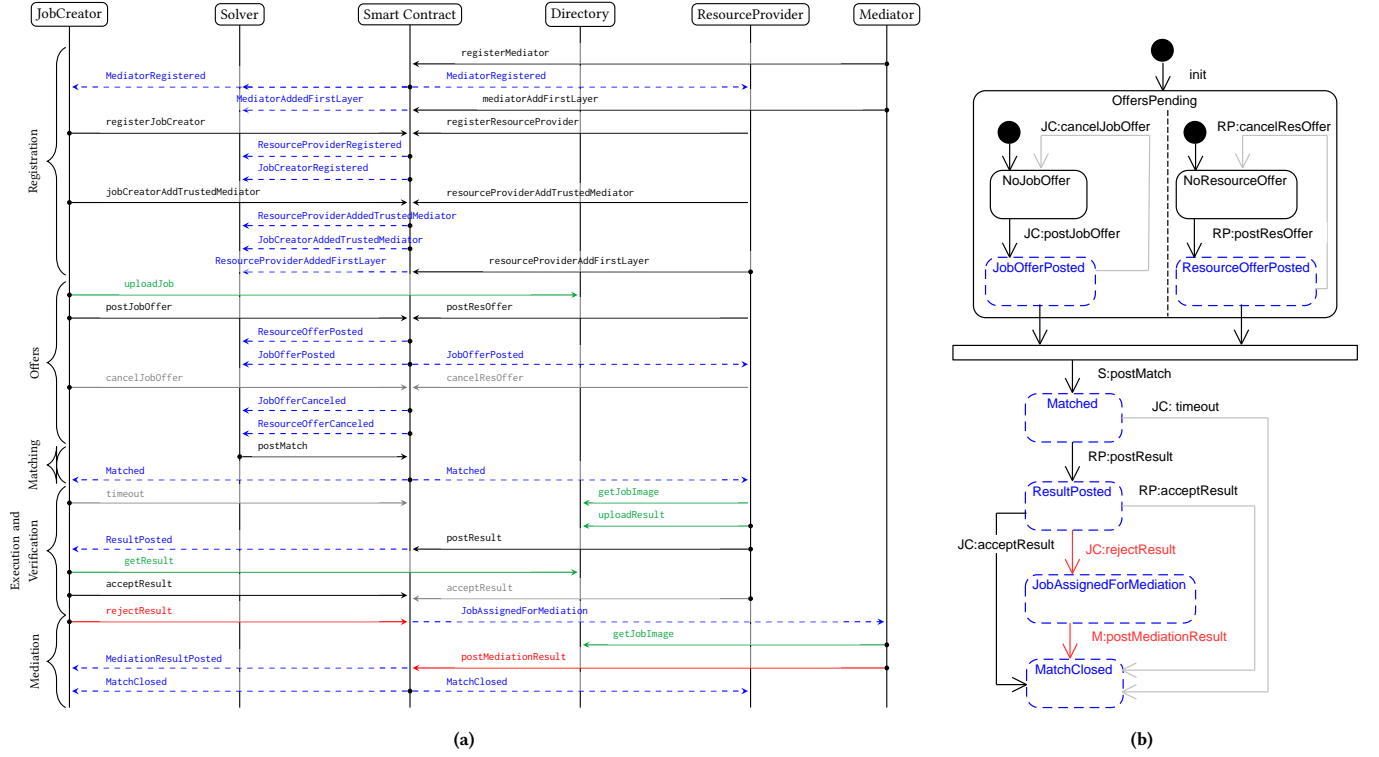 JobCreator Solver Smart Contract Directory ResourceProvider Mediator
registerMediator
MediatorRegistered MediatorRegistered
MediatorAddedFirstLayer mediatorAddFirstLayer
registerJobCreator registerResourceProvider
ResourceProviderRegistered
JobCreatorRegistered
jobCreatorAddTrustedMediator resourceProviderAddTrustedMediator
ResourceProviderAddedTrustedMediator
JobCreatorAddedTrustedMediator
ResourceProviderAddedFirstLayer resourceProviderAddFirstLayer
Registration
uploadJob
postJobOffer postResOffer
ResourceOfferPosted
JobOfferPosted JobOfferPosted
cancelJobOffer cancelResOffer
JobOfferCanceled
ResourceOfferCanceled
Offers
postMatch
Matched Matched
Matching
timeout getJobImage
uploadResult
ResultPosted postResult
getResult
acceptResult acceptResult
Execution and
Verification
rejectResult JobAssignedForMediation
getJobImage
MediationResultPosted postMediationResult
MatchClosed MatchClosed
Mediation
(a)
init
OffersPending
JC:cancelJobOffer RP:cancelResOffer
NoJobOffer NoResourceOffer
JC:postJobOffer RP:postResOffer
JobOfferPosted ResourceOfferPosted
S:postMatch
Matched JC: timeout
RP:postResult
ResultPosted RP:acceptResult
JC:acceptResult JC:rejectResult
JobAssignedForMediation
M:postMediationResult
MatchClosed
(b)